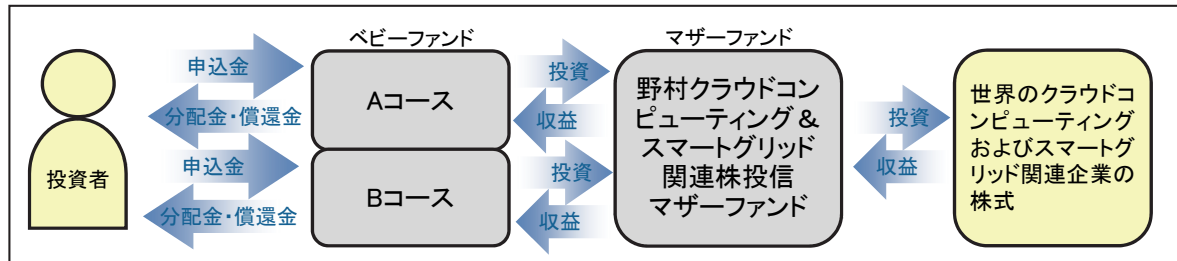 ベビーファンド
マザーファンド
申込金
分配金・償還金
申込金
分配金・償還金
投資者
Aコース
Bコース
投資
収益
投資
収益
野村クラウドコン
ピューティング＆
スマートグリッド
関連株投信
マザーファンド
投資
収益
世界のクラウドコ
ンピューティング
およびスマートグ
リッド関連企業の
株式